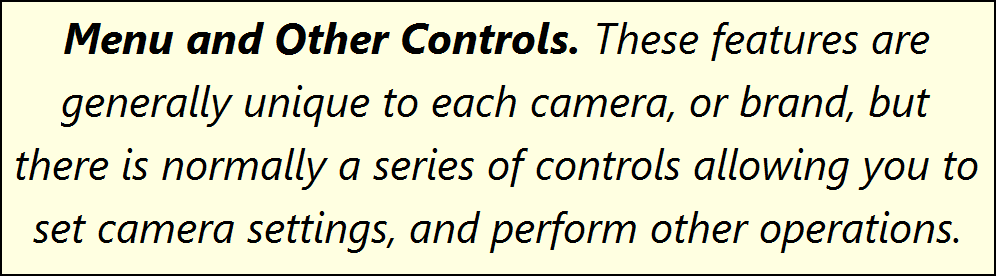 Menu and Other Controls. These features are
generally unique to each camera, or brand, but
there is normally a series of controls allowing you to
set camera settings, and perform other operations.